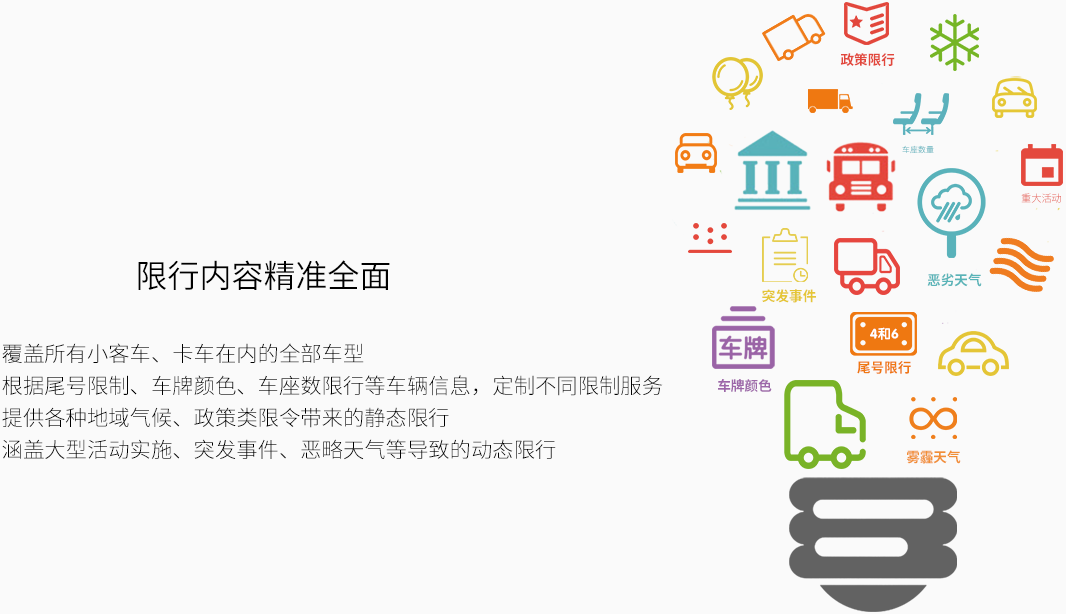 限行内容精准全面
覆盖所有小客车、卡车在内的全部车型
根据尾号限制、车牌颜色、车座数限行等车辆信息，定制不同限制服务
提供各种地域气候、政策类限令带来的静态限行
涵盖大型活动实施、突发事件、恶略天气等导致的动态限行
政策限行
车座数量
重大活动
突发事件
恶劣天气
4和6
尾号限行
车牌
车牌颜色
雾霾天气